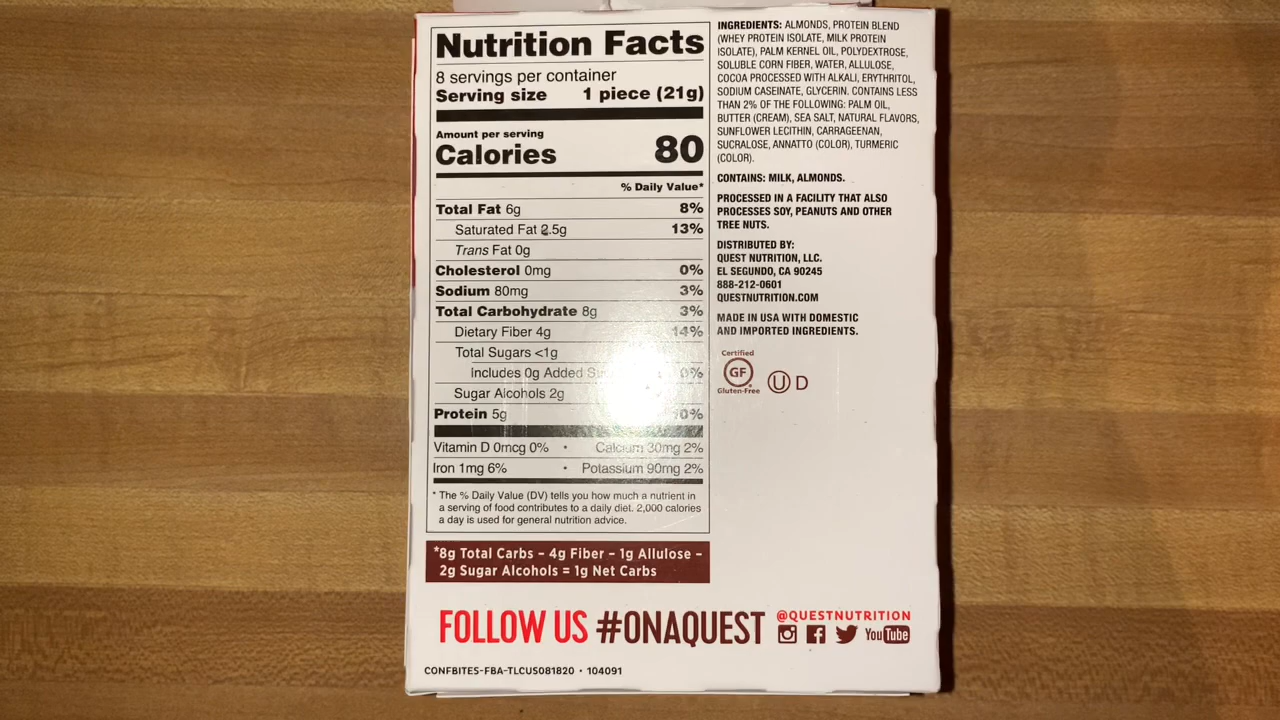 Nutrition Facts
8 servings per container
Serving size 1 piece (21g)
Amount per serving
Calories 80
% Daily Value*
Total Fat 6g 8%
Saturated Fat 2.5g 13%
Trans Fat 0g
Cholesterol 0mg 0%
Sodium 80mg 3%
Total Carbohydrate 8g 3%
Dietary Fiber 4g 14%
Total Sugars <1g
Includes 0g Added 0%
Sugar Alcohols 2g
Protein 5g 10%
Vitamin D 0mcg 0% • Calcium 30mg 2%
Iron 1mg 6% • Potassium 90mg 2%
* The % Daily Value (DV) tells you how much a nutrient in
a serving of food contributes to a daily diet. 2,000 calories
a day is used for general nutrition advice.
*8g Total Carbs – 4g Fiber – 1g Allulose –
2g Sugar Alcohols = 1g Net Carbs
INGREDIENTS: ALMONDS, PROTEIN BLEND
(WHEY PROTEIN ISOLATE, MILK PROTEIN
ISOLATE), PALM KERNEL OIL, POLYDEXTROSE,
SOLUBLE CORN FIBER, WATER, ALLULOSE,
COCOA PROCESSED WITH ALKALI, ERYTHRITOL,
SODIUM CASEINATE, GLYCERIN. CONTAINS LESS
THAN 2% OF THE FOLLOWING: PALM OIL,
BUTTER (CREAM), SEA SALT, NATURAL FLAVORS,
SUNFLOWER LECITHIN, CARRAGEENAN,
SUCRALOSE, ANNATTO (COLOR), TURMERIC
(COLOR).
CONTAINS: MILK, ALMONDS.
PROCESSED IN A FACILITY THAT ALSO
PROCESSES SOY, PEANUTS AND OTHER
TREE NUTS.
DISTRIBUTED BY:
QUEST NUTRITION, LLC.
EL SEGUNDO, CA 90245
888-212-0601
QUESTNUTRITION.COM
MADE IN USA WITH DOMESTIC
AND IMPORTED INGREDIENTS.
Certified
GF
Gluten-Free
U D
FOLLOW US #ONAQUEST
@QUESTNUTRITION
YouTube
CONFBITES-FBA-TLCUS081820 • 104091